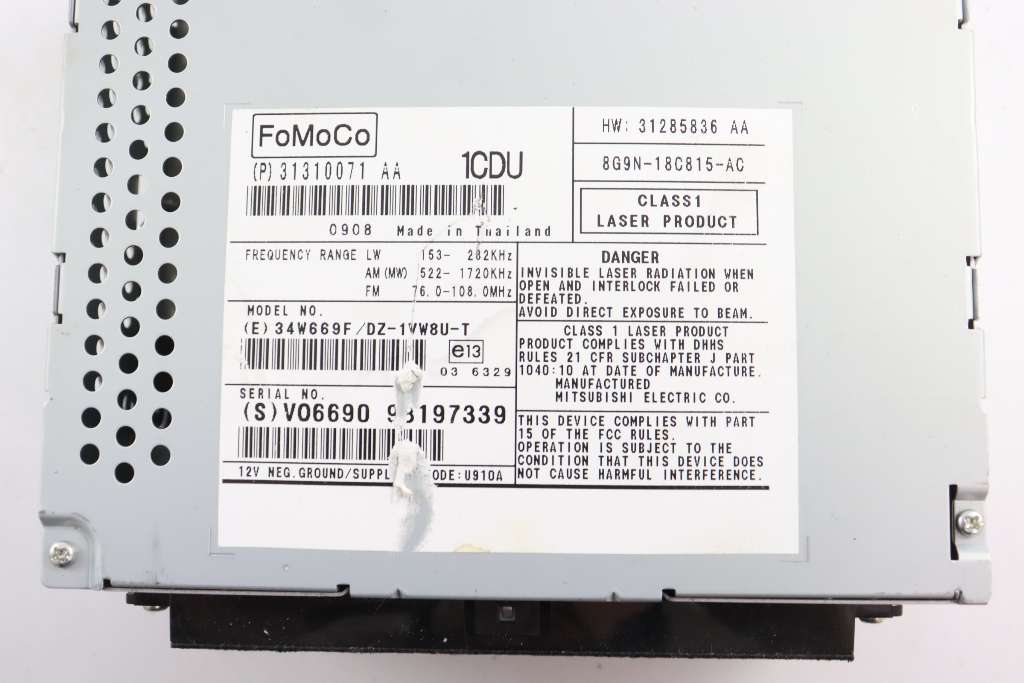 FoMoCo
(P) 31310071 AA 1CDU
0908 Made in Thailand
HW: 31285836 AA
8G9N-18C815-AC
CLASS1
LASER PRODUCT
FREQUENCY RANGE LW 153- 282KHz
AM (MW) 522- 1720KHz
FM 76.0-108.0MHz
MODEL NO.
(E) 34W669F/DZ-1VW8U-T
e13
03 6329
SERIAL NO.
(S) VO6690
12V NEG.GROUND/SUPPL CODE:U910A
DANGER
INVISIBLE LASER RADIATION WHEN
OPEN AND INTERLOCK FAILED OR
DEFEATED.
AVOID DIRECT EXPOSURE TO BEAM.
CLASS 1 LASER PRODUCT
PRODUCT COMPLIES WITH DHHS
RULES 21 CFR SUBCHAPTER J PART
1040:10 AT DATE OF MANUFACTURE.
MANUFACTURED
MITSUBISHI ELECTRIC CO.
THIS DEVICE COMPLIES WITH PART
15 OF THE FCC RULES.
OPERATION IS SUBJECT TO THE
CONDITION THAT THIS DEVICE DOES
NOT CAUSE HARMFUL INTERFERENCE.